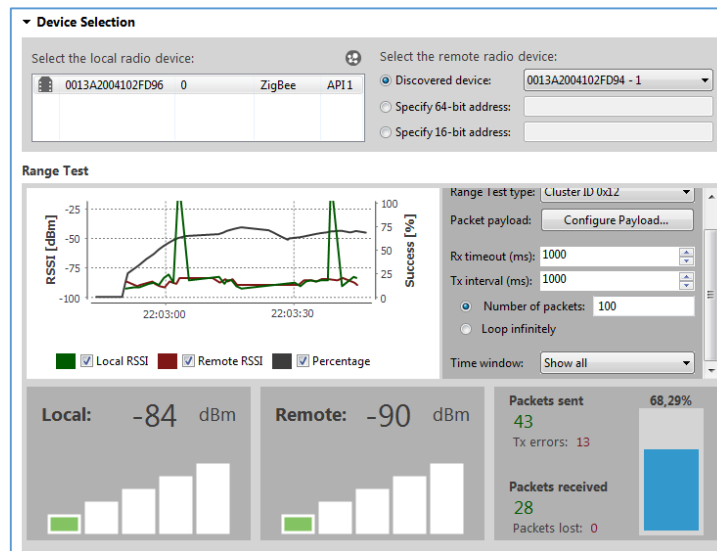 Device Selection
Select the local radio device:
0013A2004102FD96 0 ZigBee API 1
Select the remote radio device:
Discovered device: 0013A2004102FD94 - 1
Specify 64-bit address:
Specify 16-bit address:
Range Test
RSSI [dBm]
-25
-50
-75
-100
22:03:00 22:03:30
100
75
50
25
0
Success [%]
Local RSSI Remote RSSI Percentage
Range Test type: Cluster ID 0x12
Packet payload: Configure Payload...
Rx timeout (ms): 1000
Tx interval (ms): 1000
Number of packets: 100
Loop infinitely
Time window: Show all
Local: -84 dBm
Remote: -90 dBm
Packets sent 68,29%
43
Tx errors: 13
Packets received
28
Packets lost: 0